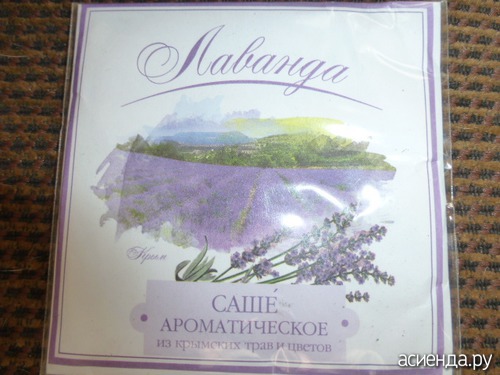 Лаванда
Крым
САШЕ
АРОМАТИЧЕСКОЕ
из крымских трав и цветов
асиенда.ру